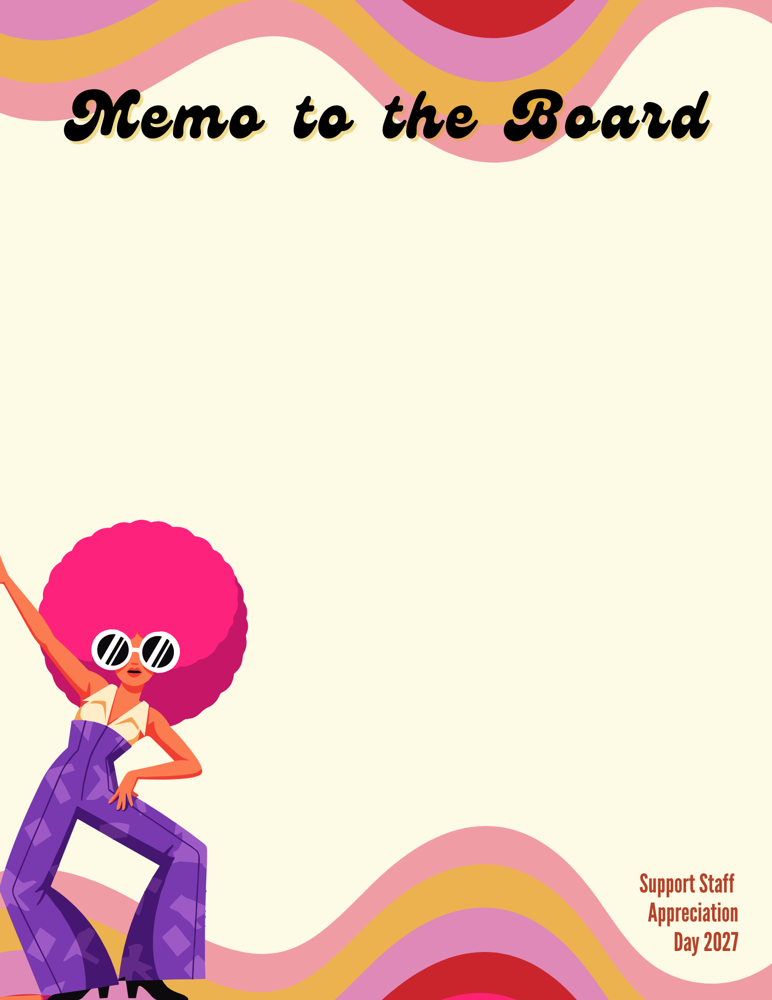 Memo to the Board
Support Staff
Appreciation
Day 2027